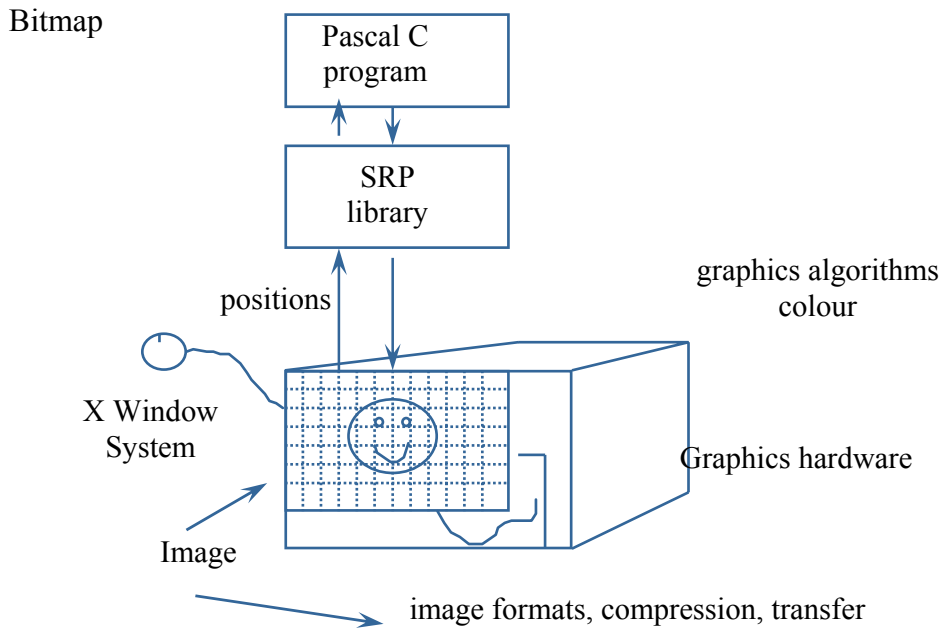 Bitmap
Pascal C
program
SRP
library
positions
graphics algorithms
colour
X Window
System
Graphics hardware
Image
image formats, compression, transfer